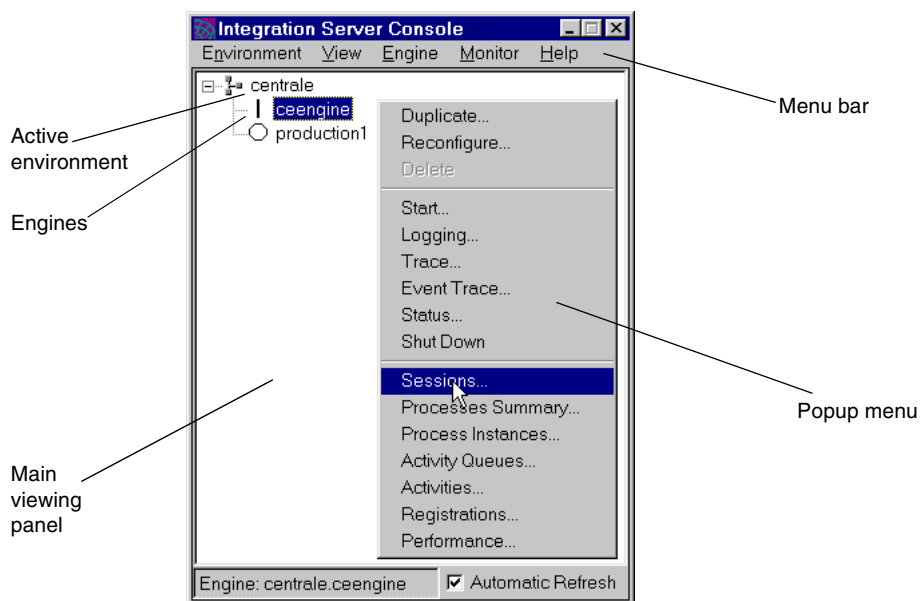 Integration Server Console
Environment View Engine Monitor Help
centrale
ceengine
production1
Duplicate...
Reconfigure...
Delete
Start...
Logging...
Trace...
Event Trace...
Status...
Shut Down
Sessions...
Processes Summary...
Process Instances...
Activity Queues...
Activities...
Registrations...
Performance...
Engine: centrale.ceengine
Automatic Refresh
Active
environment
Engines
Main
viewing
panel
Menu bar
Popup menu